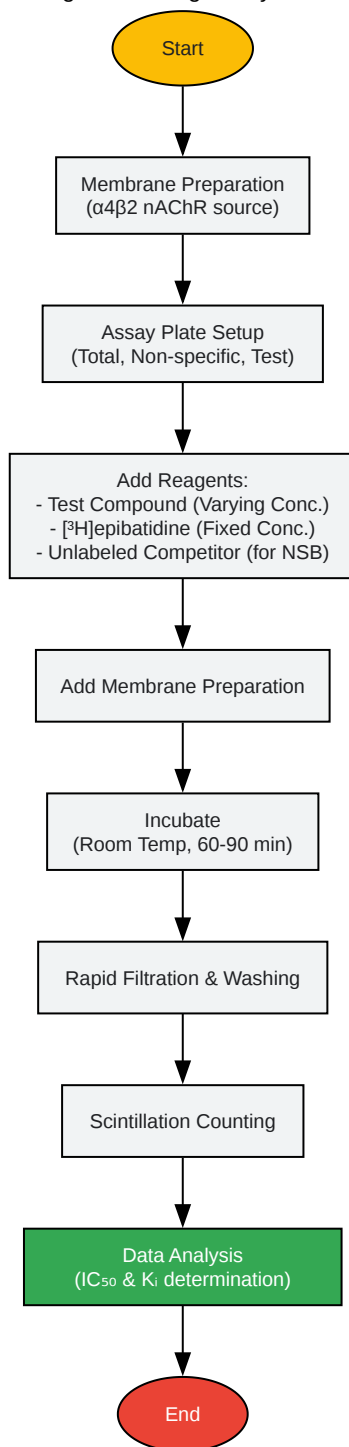 Start
Membrane Preparation
(α4β2 nAChR source)
Assay Plate Setup
(Total, Non-specific, Test)
Add Reagents:
- Test Compound (Varying Conc.)
- [³H]epibatidine (Fixed Conc.)
- Unlabeled Competitor (for NSB)
Add Membrane Preparation
Incubate
(Room Temp, 60-90 min)
Rapid Filtration & Washing
Scintillation Counting
Data Analysis
(IC₅₀ & Kᵢ determination)
End